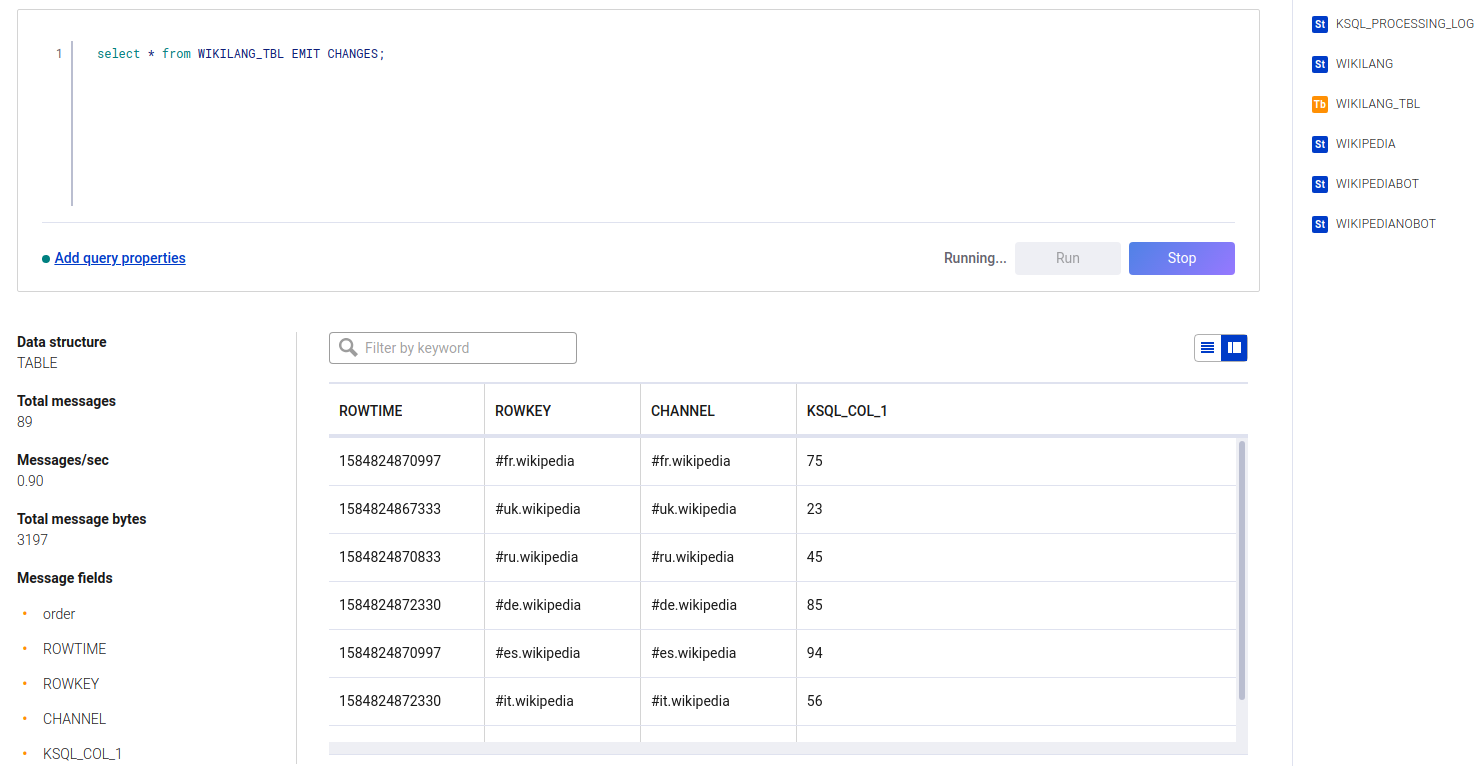 1 select * from WIKILANG_TBL EMIT CHANGES;
Add query properties
Running...
Run
Stop
Data structure
TABLE
Total messages
89
Messages/sec
0.90
Total message bytes
3197
Message fields
order
ROWTIME
ROWKEY
CHANNEL
KSQL_COL_1
Filter by keyword
ROWTIME ROWKEY CHANNEL KSQL_COL_1
1584824870997 #fr.wikipedia #fr.wikipedia 75
1584824867333 #uk.wikipedia #uk.wikipedia 23
1584824870833 #ru.wikipedia #ru.wikipedia 45
1584824872330 #de.wikipedia #de.wikipedia 85
1584824870997 #es.wikipedia #es.wikipedia 94
1584824872330 #it.wikipedia #it.wikipedia 56
St KSQL_PROCESSING_LOG
St WIKILANG
Tb WIKILANG_TBL
St WIKIPEDIA
St WIKIPEDIABOT
St WIKIPEDIANOBOT